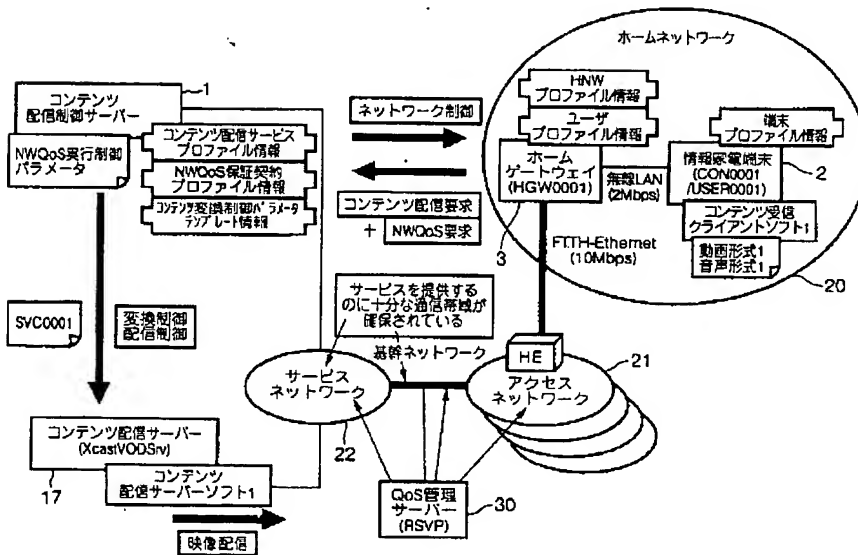 1
コンテンツ
配信制御サーバー
NWQoS実行制御
パラメータ
コンテンツ配信サービス
プロファイル情報
NWQoS保証契約
プロファイル情報
コンテンツ変換制御パラメータ
テンプレート情報
ネットワーク制御
コンテンツ配信要求
+
NWQoS要求
ホームネットワーク
HNW
プロファイル情報
ユーザ
プロファイル情報
ホーム
ゲートウェイ
(HGW0001)
3
無線LAN
(2Mbps)
端末
プロファイル情報
情報家電端末
(CON0001
/USER0001)
2
コンテンツ受信
クライアントソフト1
動画形式1
音声形式1
FTTH-Ethernet
(10Mbps)
20
SVC0001
変換制御
配信制御
サービスを提供する
のに十分な通信帯域が
確保されている
基幹ネットワーク
サービス
ネットワーク
22
HE
アクセス
ネットワーク
21
コンテンツ配信サーバー
(XcastVODSrv)
17
コンテンツ
配信サーバーソフト1
映像配信
QoS管理
サーバー
(RSVP)
30